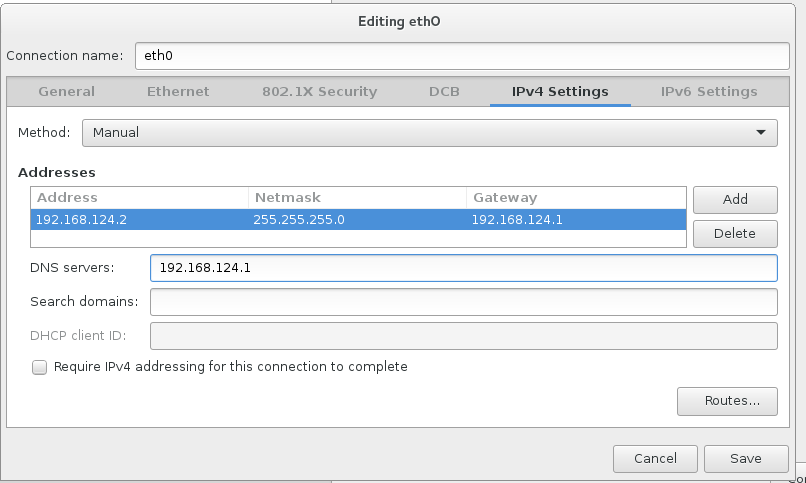 Editing eth0
Connection name: eth0
General Ethernet 802.1X Security DCB IPv4 Settings IPv6 Settings
Method: Manual
Addresses
Address Netmask Gateway
192.168.124.2 255.255.255.0 192.168.124.1
Add
Delete
DNS servers: 192.168.124.1
Search domains:
DHCP client ID:
Require IPv4 addressing for this connection to complete
Routes...
Cancel Save